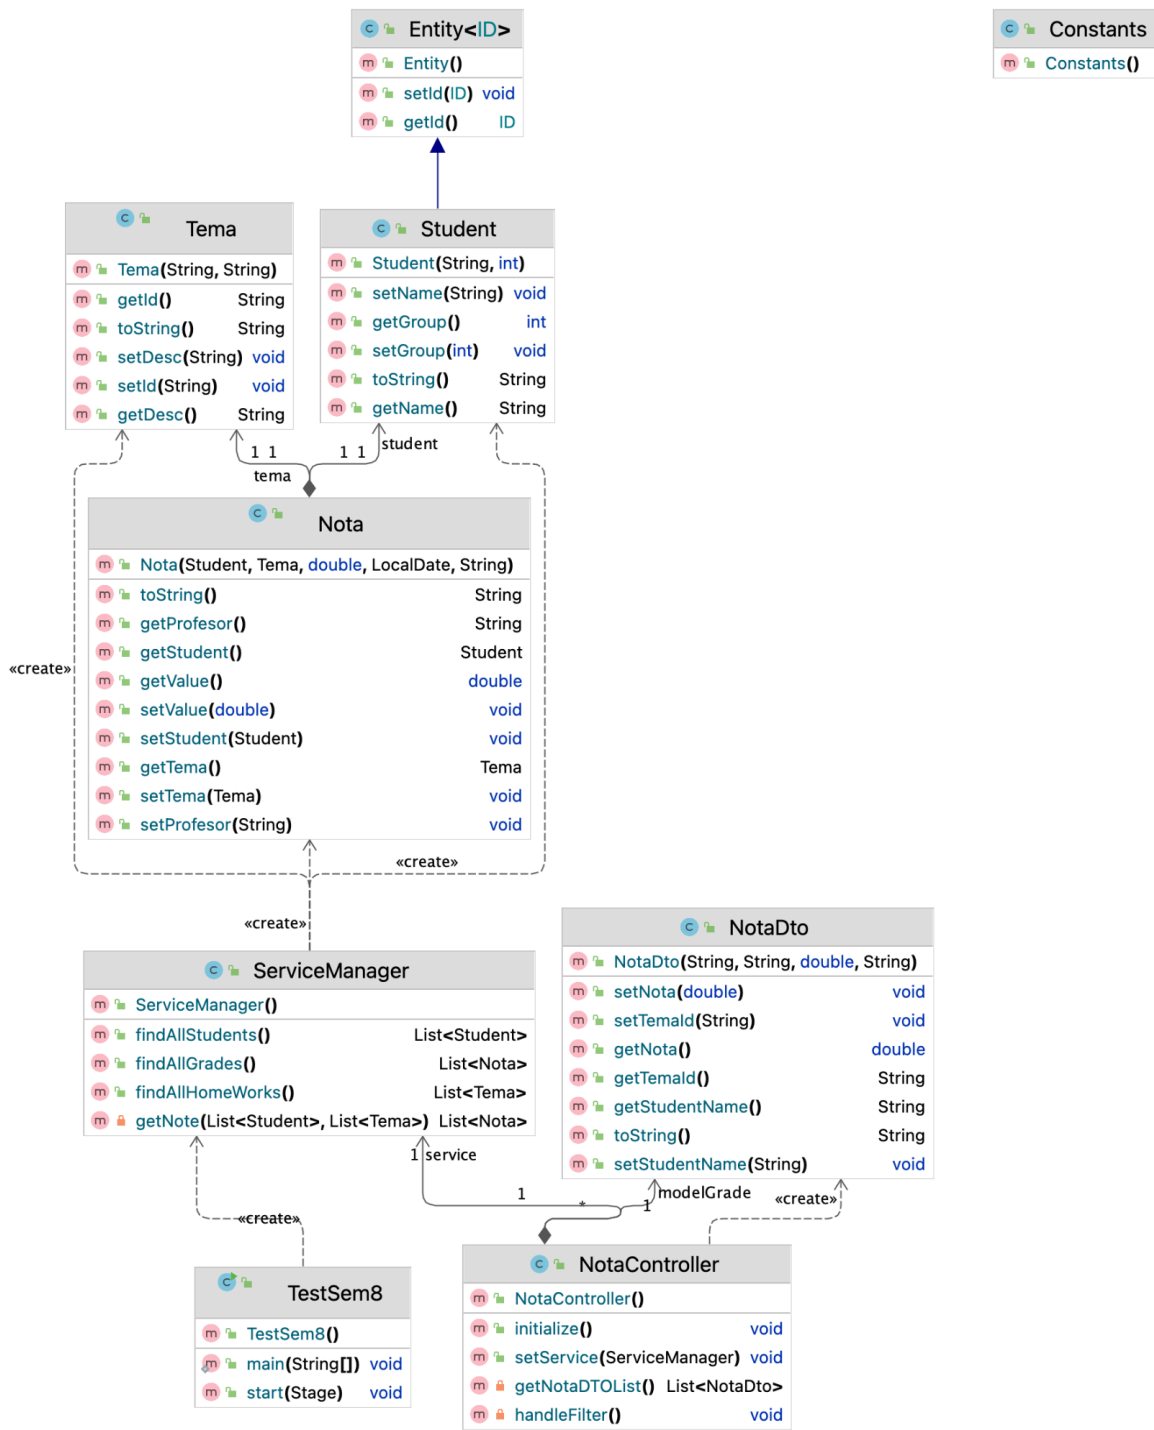 Entity<ID>
Entity()
setId(ID) void
getId() ID
Constants
Constants()
Tema
Tema(String, String)
getId() String
toString() String
setDesc(String) void
setId(String) void
getDesc() String
Student
Student(String, int)
setName(String) void
getGroup() int
setGroup(int) void
toString() String
getName() String
1 1
tema
1 1
student
Nota
Nota(Student, Tema, double, LocalDate, String)
toString() String
getProfesor() String
getStudent() Student
getValue() double
setValue(double) void
setStudent(Student) void
getTema() Tema
setTema(Tema) void
setProfesor(String) void
«create»
«create»
«create»
ServiceManager
ServiceManager()
findAllStudents() List<Student>
findAllGrades() List<Nota>
findAllHomeWorks() List<Tema>
getNote(List<Student>, List<Tema>) List<Nota>
NotaDto
NotaDto(String, String, double, String)
setNota(double) void
setTemaId(String) void
getNota() double
getTemaId() String
getStudentName() String
toString() String
setStudentName(String) void
1 service
1
*
1
modelGrade
«create»
«create»
TestSem8
TestSem8()
main(String[]) void
start(Stage) void
NotaController
NotaController()
initialize() void
setService(ServiceManager) void
getNotaDTOList() List<NotaDto>
handleFilter() void